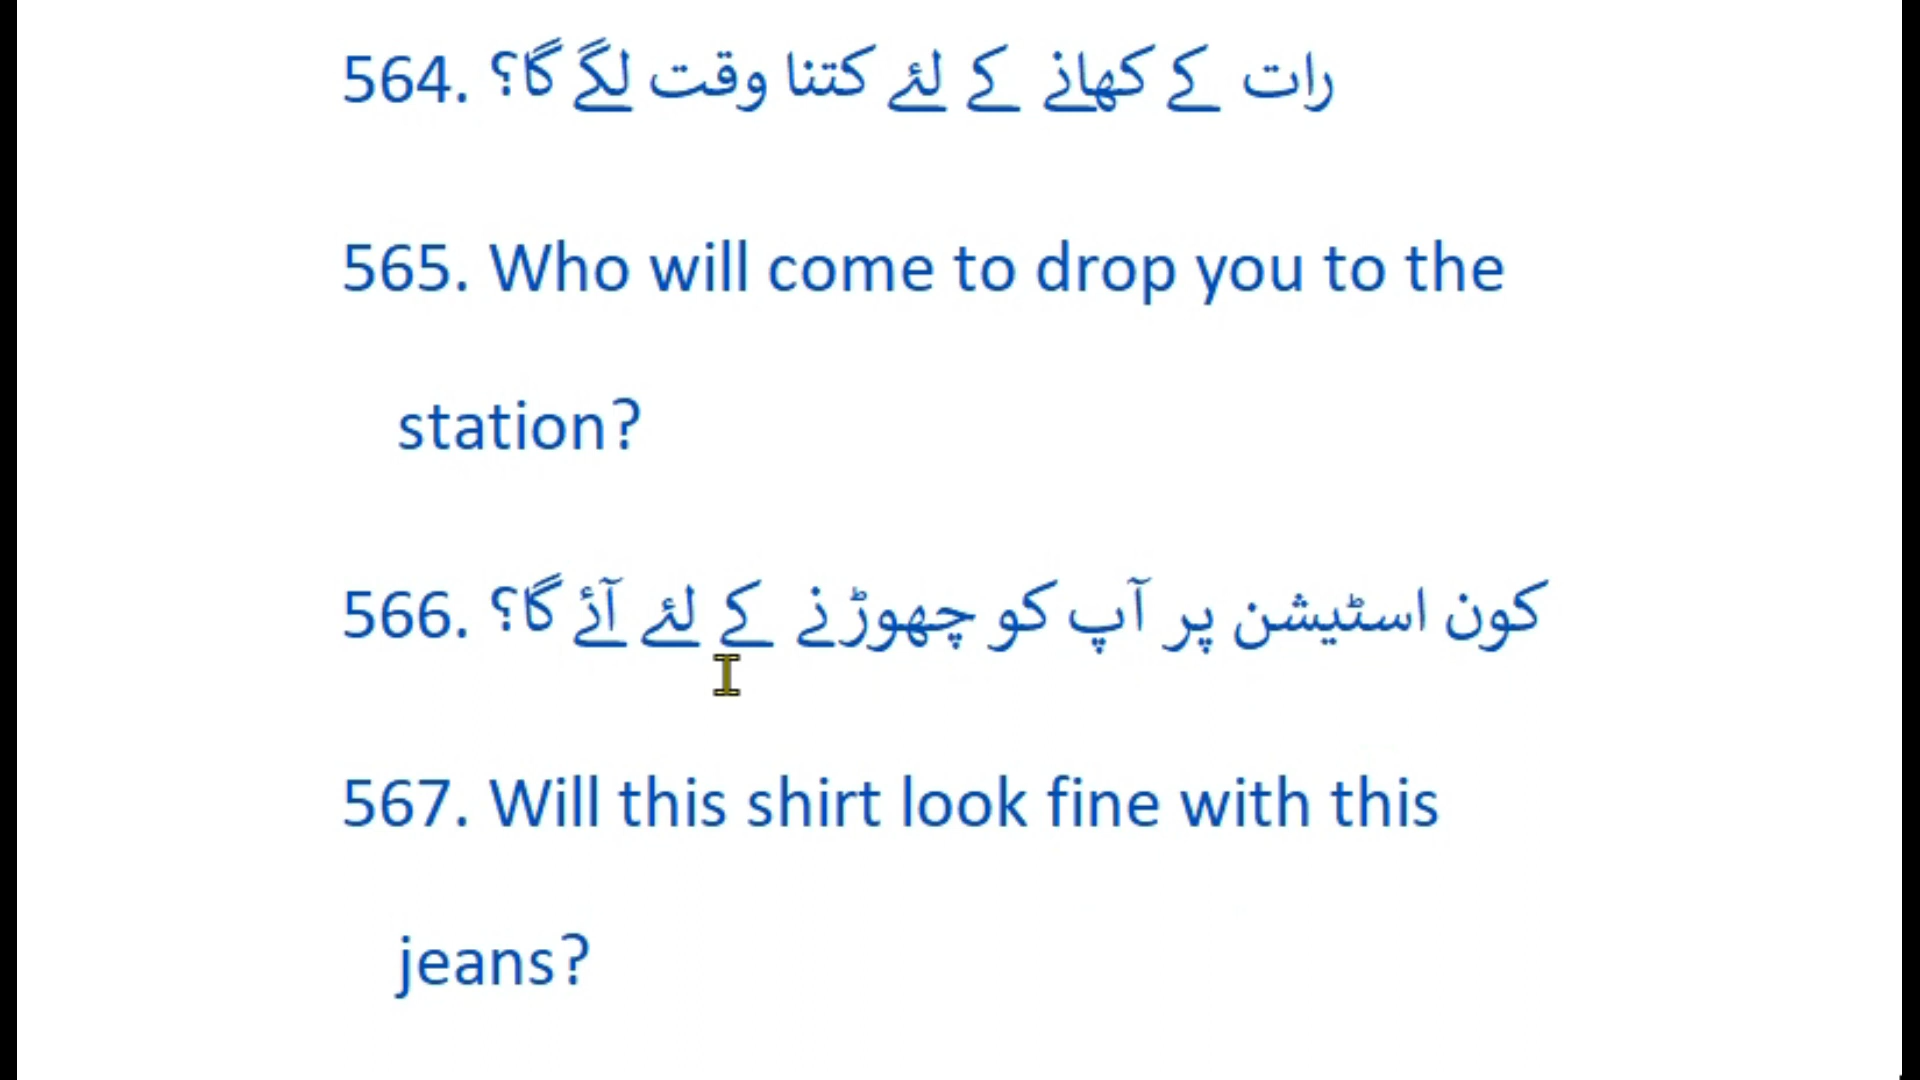 564. رات کے کھانے کے لئے کتنا وقت لگے گا؟
565. Who will come to drop you to the
station?
566. کون اسٹیشن پر آپ کو چھوڑنے کے لئے آئے گا؟
567. Will this shirt look fine with this
jeans?